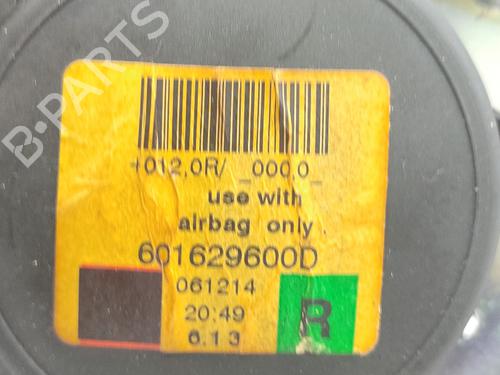 B-PARTS
+012,0R/ _000,0_
use with
airbag only
601629600D
061214
20:49
6.1 3
R